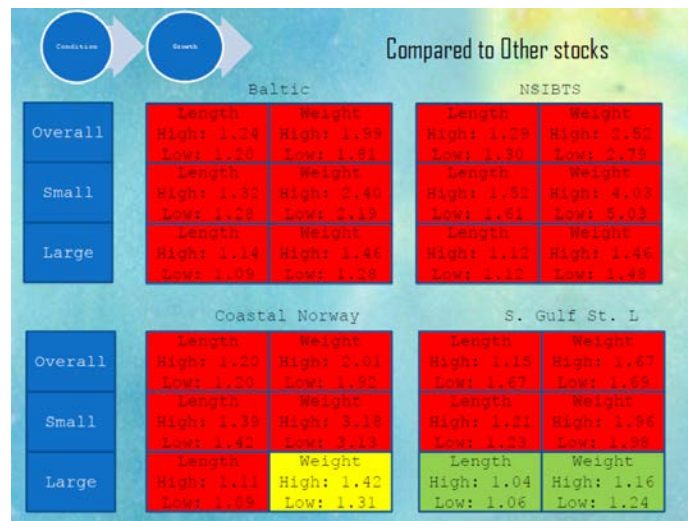 Condition
Growth
Compared to Other stocks
Baltic
NSIBTS
Overall
Length
High: 1.24
Low: 1.20
Weight
High: 1.99
Low: 1.81
Length
High: 1.29
Low: 1.30
Weight
High: 2.52
Low: 2.79
Small
Length
High: 1.32
Low: 1.28
Weight
High: 2.40
Low: 2.19
Length
High: 1.52
Low: 1.61
Weight
High: 4.03
Low: 5.03
Large
Length
High: 1.14
Low: 1.09
Weight
High: 1.46
Low: 1.28
Length
High: 1.12
Low: 1.12
Weight
High: 1.46
Low: 1.48
Coastal Norway
S. Gulf St. L
Overall
Length
High: 1.20
Low: 1.20
Weight
High: 2.01
Low: 1.92
Length
High: 1.15
Low: 1.67
Weight
High: 1.67
Low: 1.69
Small
Length
High: 1.39
Low: 1.42
Weight
High: 3.18
Low: 3.13
Length
High: 1.21
Low: 1.23
Weight
High: 1.96
Low: 1.98
Large
Length
High: 1.11
Low: 1.09
Weight
High: 1.42
Low: 1.31
Length
High: 1.04
Low: 1.06
Weight
High: 1.16
Low: 1.24